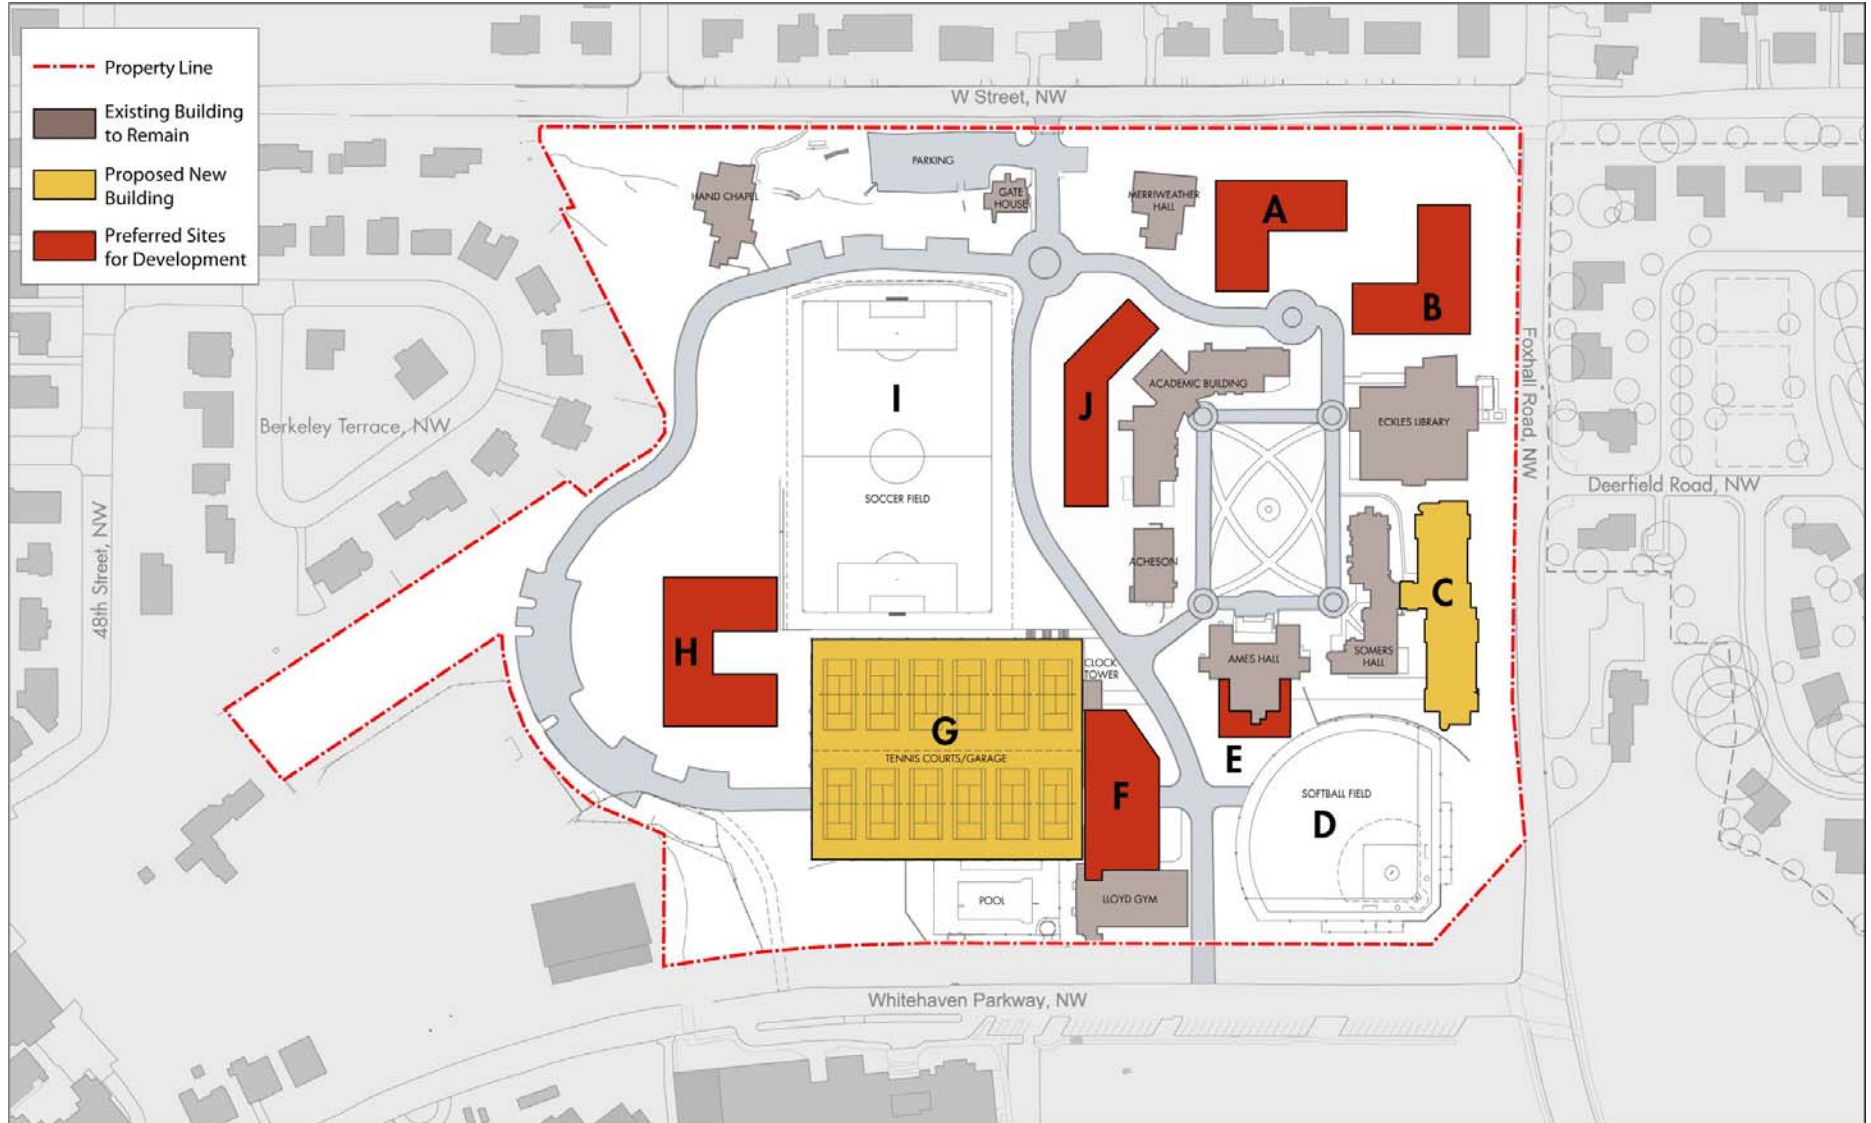 Property Line
Existing Building
to Remain
Proposed New
Building
Preferred Sites
for Development
W Street, NW
PARKING
HAND CHAPEL
GATE
HOUSE
MERRIWEATHER
HALL
A
B
Foxhall Road, NW
I
J
ACADEMIC BUILDING
ECKLES LIBRARY
Berkeley Terrace, NW
48th Street, NW
Deerfield Road, NW
SOCCER FIELD
ACHESON
C
H
CLOCK
TOWER
AMES HALL
SOMERS
HALL
G
TENNIS COURTS/GARAGE
E
F
SOFTBALL FIELD
D
POOL
LLOYD GYM
Whitehaven Parkway, NW